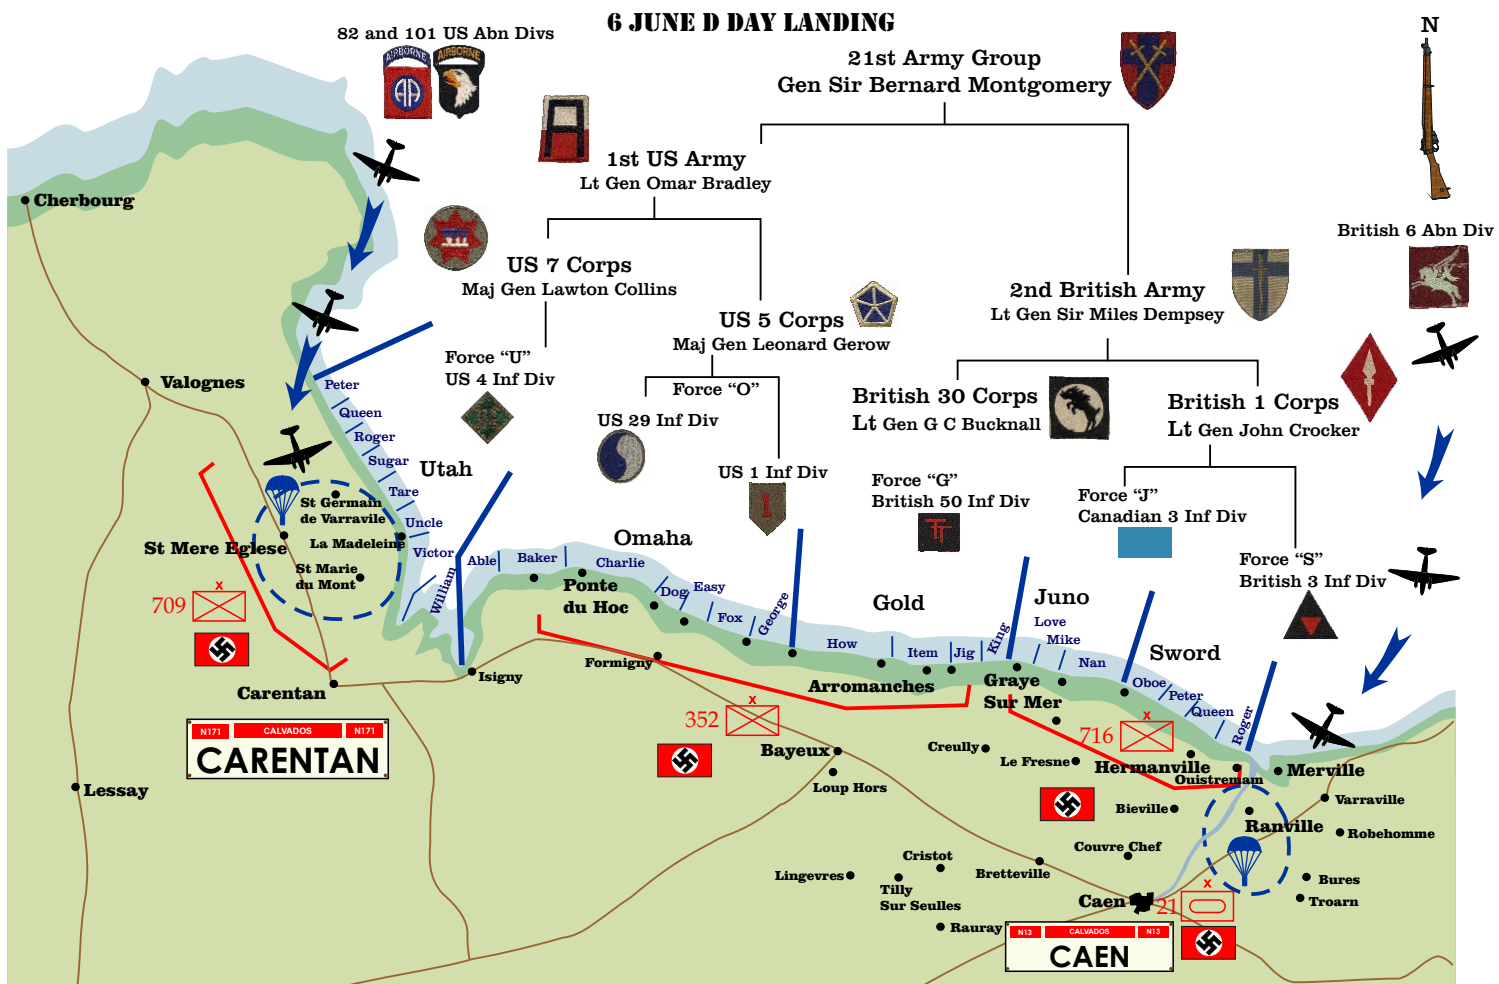 6 JUNE D DAY LANDING
82 and 101 US Abn Divs
AIRBORNE
AIRBORNE
AA
21st Army Group
Gen Sir Bernard Montgomery
N
1st US Army
Lt Gen Omar Bradley
Cherbourg
British 6 Abn Div
US 7 Corps
Maj Gen Lawton Collins
2nd British Army
Lt Gen Sir Miles Dempsey
US 5 Corps
Maj Gen Leonard Gerow
Force “U”
US 4 Inf Div
Force “O”
US 29 Inf Div
US 1 Inf Div
1
British 30 Corps
Lt Gen G C Bucknall
British 1 Corps
Lt Gen John Crocker
Force “G”
British 50 Inf Div
Force “J”
Canadian 3 Inf Div
Force “S”
British 3 Inf Div
Valognes
Peter
Queen
Roger
Sugar
Tare
Uncle
Victor
William
Utah
St Germain
de Varravile
La Madeleine
St Mere Eglese
St Marie
du Mont
x
709
Carentan
Isigny
N171
CALVADOS
N171
CARENTAN
Lessay
Omaha
Able
Baker
Charlie
Dog
Easy
Fox
George
Ponte
du Hoc
Formigny
x
352
Bayeux
Loup Hors
Gold
How
Item
Jig
King
Arromanches
Juno
Love
Mike
Nan
Graye
Sur Mer
Sword
Oboe
Peter
Queen
Roger
x
716
Creully
Le Fresne
Hermanville
Ouistremam
Merville
Varraville
Bieville
Ranville
Robehomme
Couvre Chef
Cristot
Bretteville
Lingevres
Tilly
Sur Seulles
Rauray
Bures
Troarn
Caen
x
21
N13
CALVADOS
N13
CAEN